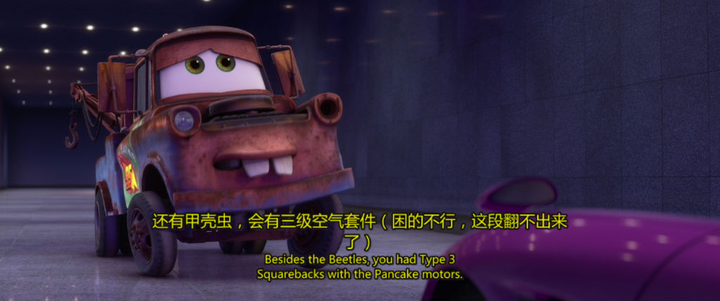 还有甲壳虫，会有三级空气套件（困的不行，这段翻不出来
了）
Besides the Beetles, you had Type 3
Squarebacks with the Pancake motors.